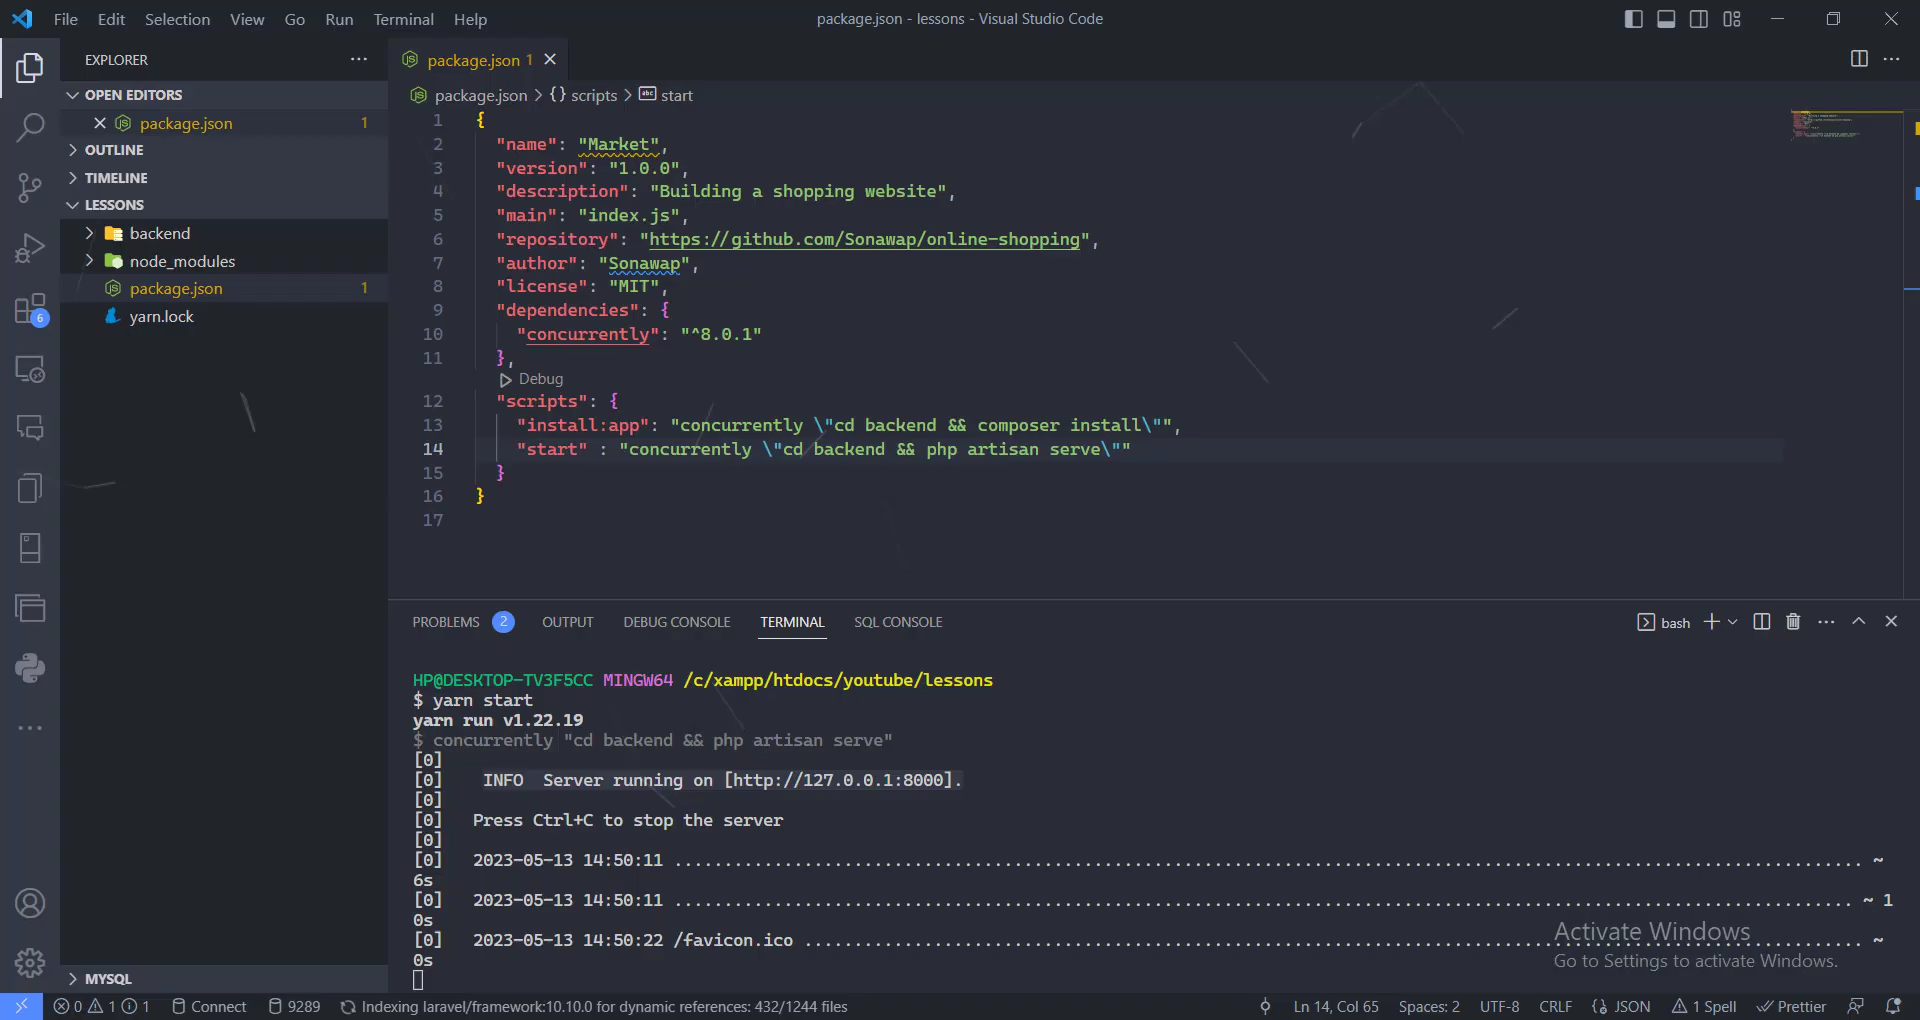 File Edit Selection View Go Run Terminal Help
package.json - lessons - Visual Studio Code
EXPLORER
OPEN EDITORS
package.json 1
OUTLINE
TIMELINE
LESSONS
backend
node_modules
package.json 1
yarn.lock
MYSQL
6
package.json 1
package.json > {} scripts > abc start
1 {
2 "name": "Market",
3 "version": "1.0.0",
4 "description": "Building a shopping website",
5 "main": "index.js",
6 "repository": "https://github.com/Sonawap/online-shopping",
7 "author": "Sonawap",
8 "license": "MIT",
9 "dependencies": {
10 "concurrently": "^8.0.1"
11 },
Debug
12 "scripts": {
13 "install:app": "concurrently \"cd backend && composer install\"",
14 "start" : "concurrently \"cd backend && php artisan serve\""
15 }
16 }
17
PROBLEMS 2 OUTPUT DEBUG CONSOLE TERMINAL SQL CONSOLE
bash
HP@DESKTOP-TV3F5CC MINGW64 /c/xampp/htdocs/youtube/lessons
$ yarn start
yarn run v1.22.19
$ concurrently "cd backend && php artisan serve"
[0]
[0] INFO Server running on [http://127.0.0.1:8000].
[0]
[0] Press Ctrl+C to stop the server
[0]
[0] 2023-05-13 14:50:11 ....................................................................................................................... ~
6s
[0] 2023-05-13 14:50:11 ...................................................................................................................... ~ 1
0s
[0] 2023-05-13 14:50:22 /favicon.ico .......................................................................................................... ~
0s
Activate Windows
Go to Settings to activate Windows.
0 1 1 Connect 9289 Indexing laravel/framework:10.10.0 for dynamic references: 432/1244 files
Ln 14, Col 65 Spaces: 2 UTF-8 CRLF {} JSON 1 Spell Prettier